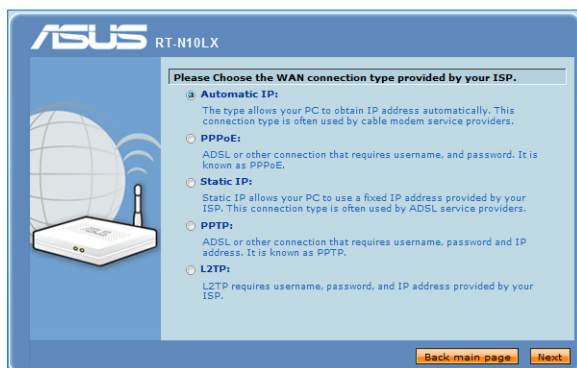 ASUS RT-N10LX
Please Choose the WAN connection type provided by your ISP.
Automatic IP:
The type allows your PC to obtain IP address automatically. This
connection type is often used by cable modem service providers.
PPPoE:
ADSL or other connection that requires username, and password. It is
known as PPPoE.
Static IP:
Static IP allows your PC to use a fixed IP address provided by your
ISP. This connection type is often used by ADSL service providers.
PPTP:
ADSL or other connection that requires username, password and IP
address. It is known as PPTP.
L2TP:
L2TP requires username, password, and IP address provided by your
ISP.
ASUS
Back main page Next